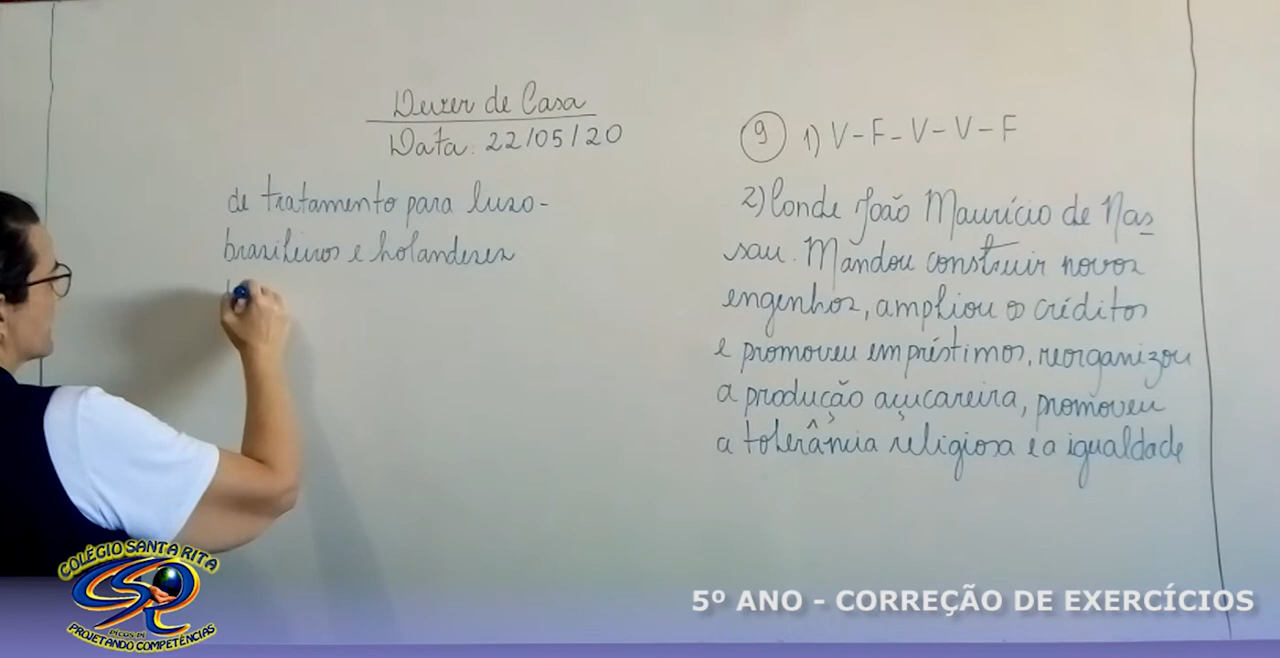 Dever de Casa
Data: 22/05/20
9 1) V-F-V-V-F
2) Conde João Maurício de Nas
sau. Mandou construir novos
engenhos, ampliou os créditos
e promoveu empréstimos, reorganizou
a produção açucareira, promoveu
a tolerância religiosa e a igualdade
de tratamento para luso-
brasileiros e holandeses
COLÉGIO SANTA RITA
PICOS-PI
PROJETANDO COMPETÊNCIAS
5º ANO - CORREÇÃO DE EXERCÍCIOS